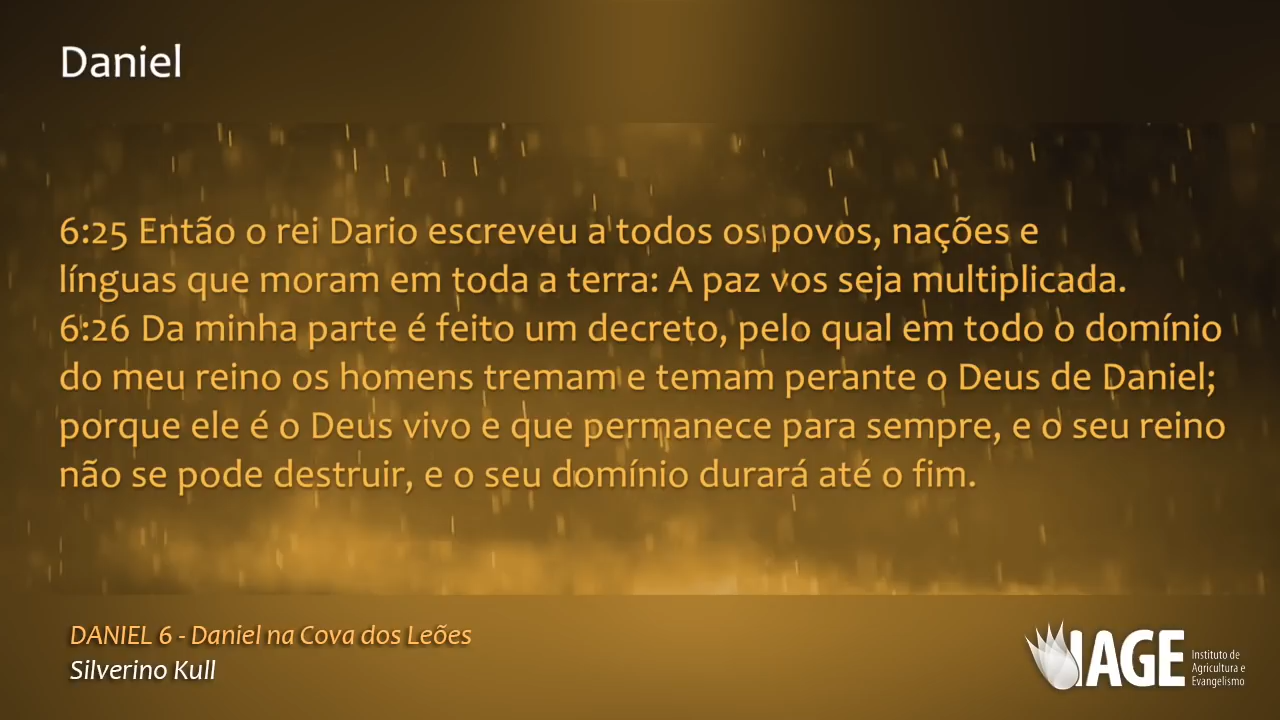 Daniel
6:25 Então o rei Dario escreveu a todos os povos, nações e
línguas que moram em toda a terra: A paz vos seja multiplicada.
6:26 Da minha parte é feito um decreto, pelo qual em todo o domínio
do meu reino os homens tremam e temam perante o Deus de Daniel;
porque ele é o Deus vivo e que permanece para sempre, e o seu reino
não se pode destruir, e o seu domínio durará até o fim.
DANIEL 6 - Daniel na Cova dos Leões
Silverino Kull
IAGE
Instituto de
Agricultura e
Evangelismo